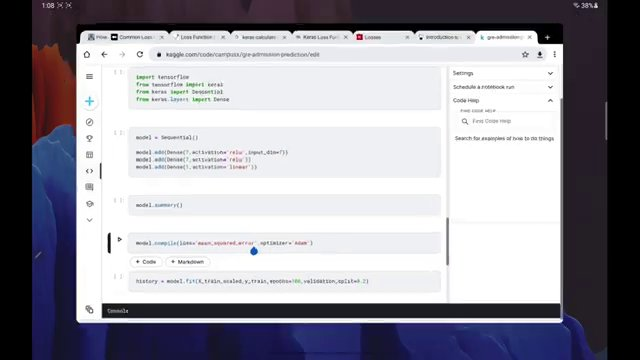 1:08
38%
Common Loss
Loss Function
keras calculate
Keras Loss Fun
Losses
Introduction to
gre-admission-p
kaggle.com/code/campusx/gre-admission-prediction/edit
import tensorflow
from tensorflow import keras
from keras import Sequential
from keras.layers import Dense
model = Sequential()
model.add(Dense(7,activation='relu',input_dim=7))
model.add(Dense(7,activation='relu'))
model.add(Dense(1,activation='linear'))
model.summary()
model.compile(loss='mean_squared_error',optimizer='Adam')
+ Code
+ Markdown
history = model.fit(X_train_scaled,y_train,epochs=100,validation_split=0.2)
Console
Settings
Schedule a notebook run
Code Help
Find Code Help
Search for examples of how to do things